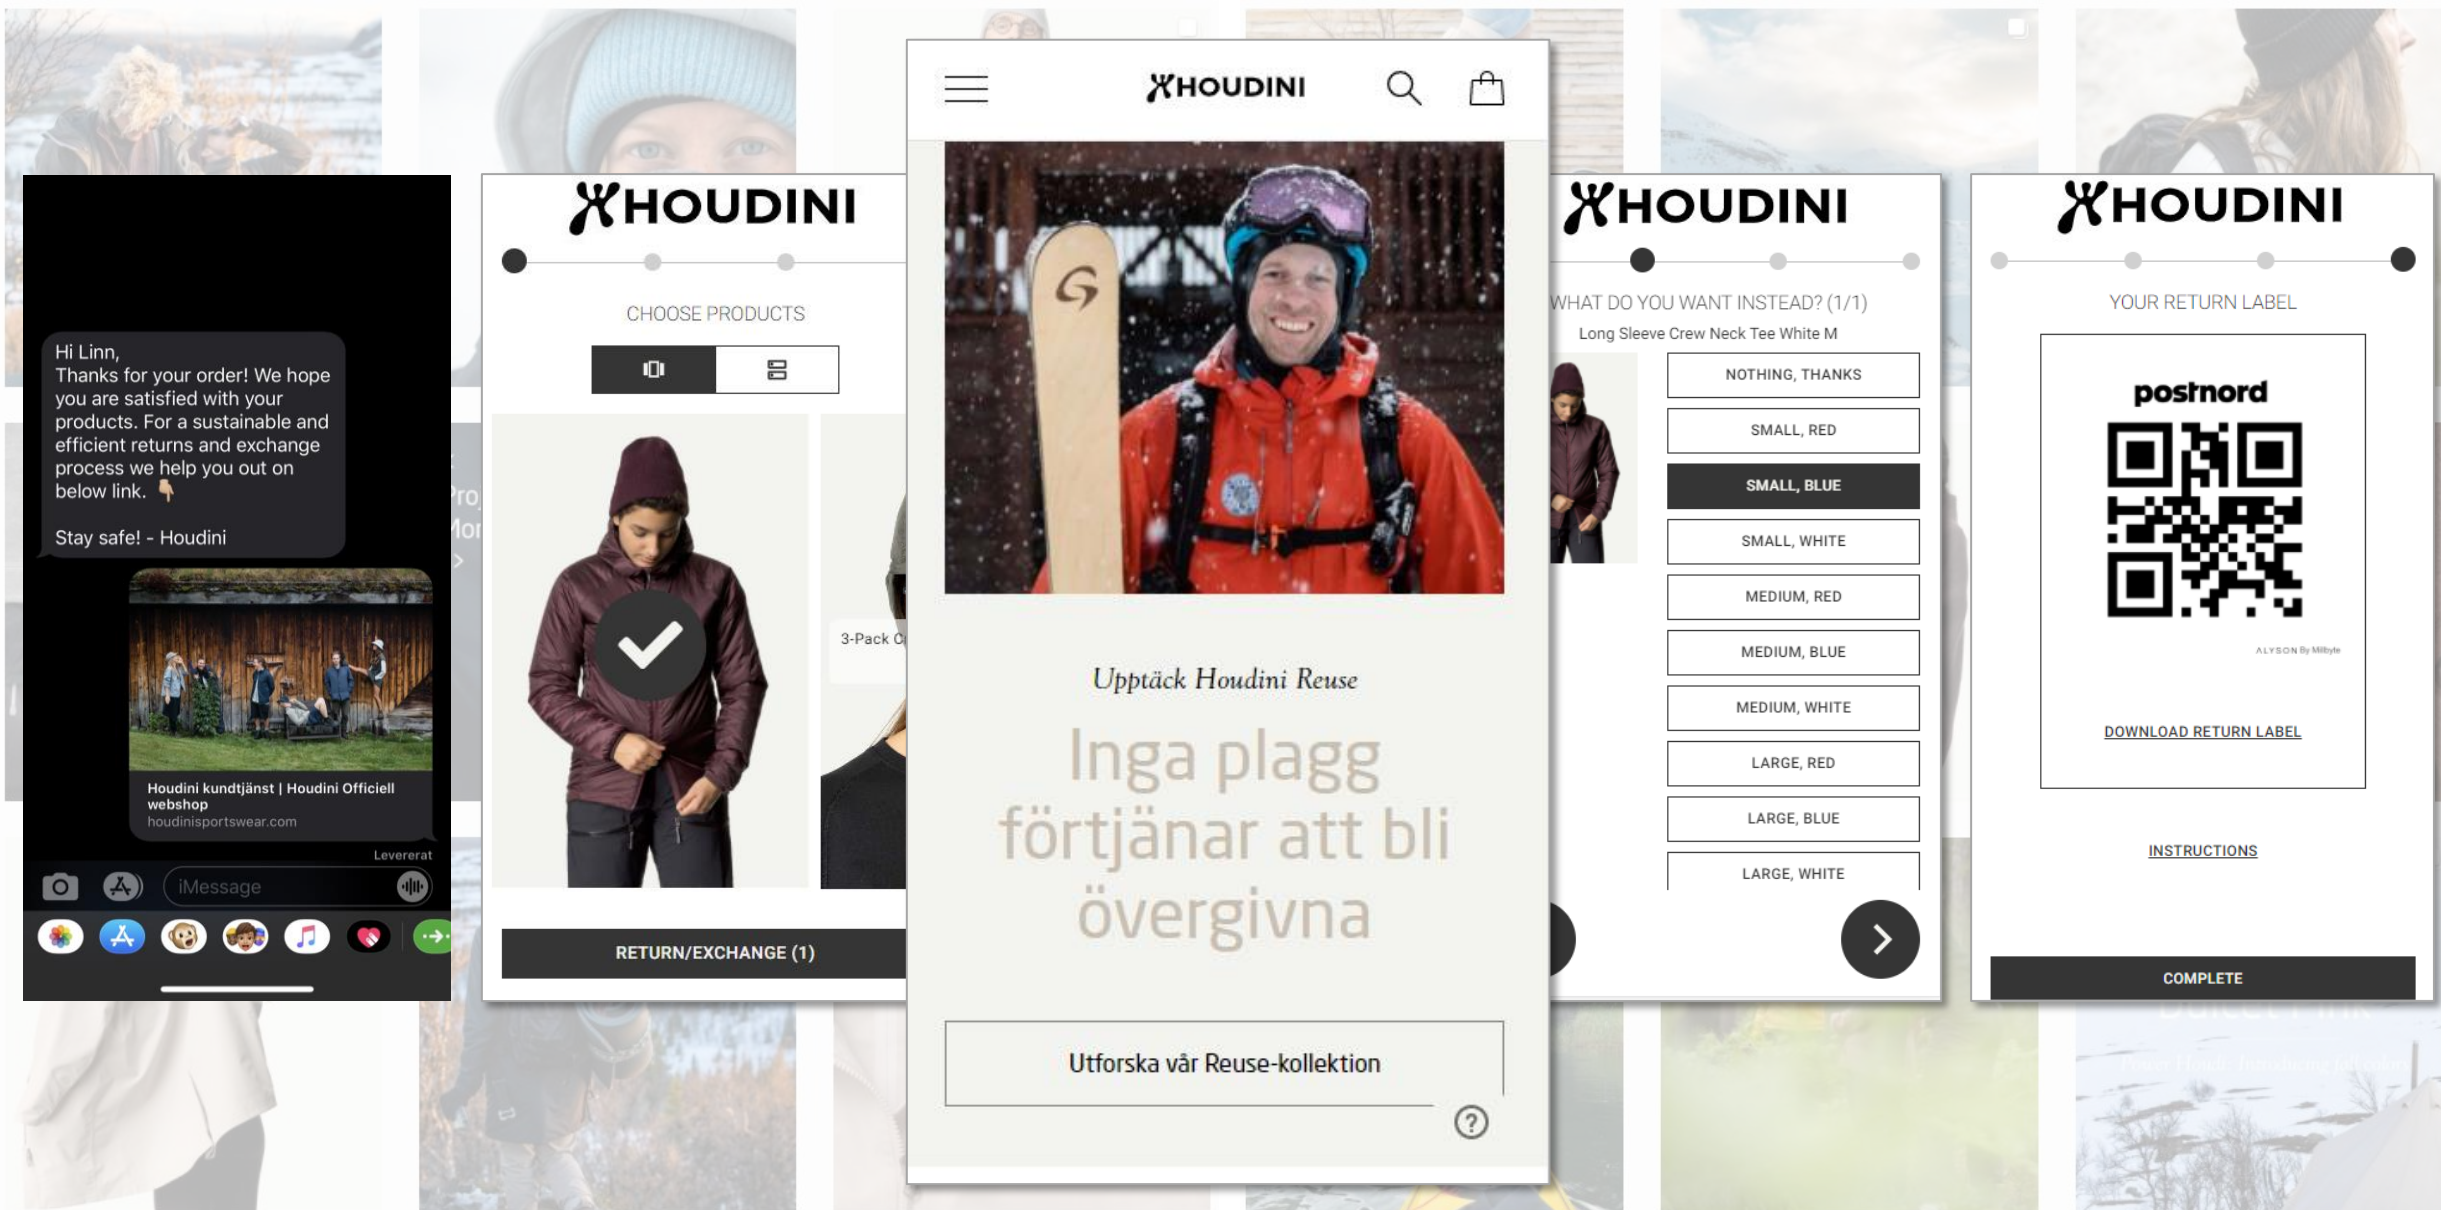 Hi Linn,
Thanks for your order! We hope
you are satisfied with your
products. For a sustainable and
efficient returns and exchange
process we help you out on
below link. 👇🏼
Stay safe! - Houdini
Houdini kundtjänst | Houdini Officiell
webshop
houdinisportswear.com
Levererat
iMessage
HOUDINI
CHOOSE PRODUCTS
3-Pack
RETURN/EXCHANGE (1)
HOUDINI
G
Upptäck Houdini Reuse
Inga plagg
förtjänar att bli
övergivna
Utforska vår Reuse-kollektion
?
HOUDINI
WHAT DO YOU WANT INSTEAD? (1/1)
Long Sleeve Crew Neck Tee White M
NOTHING, THANKS
SMALL, RED
SMALL, BLUE
SMALL, WHITE
MEDIUM, RED
MEDIUM, BLUE
MEDIUM, WHITE
LARGE, RED
LARGE, BLUE
LARGE, WHITE
HOUDINI
YOUR RETURN LABEL
postnord
ALYSON By Milbyte
DOWNLOAD RETURN LABEL
INSTRUCTIONS
COMPLETE